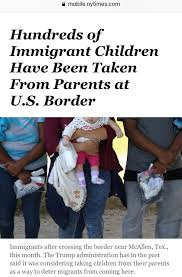 mobile.nytimes.com
Hundreds of
Immigrant Children
Have Been Taken
From Parents at
U.S. Border
Immigrants after crossing the border near McAllen, Tex.,
this month. The Trump administration has in the past
said it was considering taking children from their parents
as a way to deter migrants from coming here.